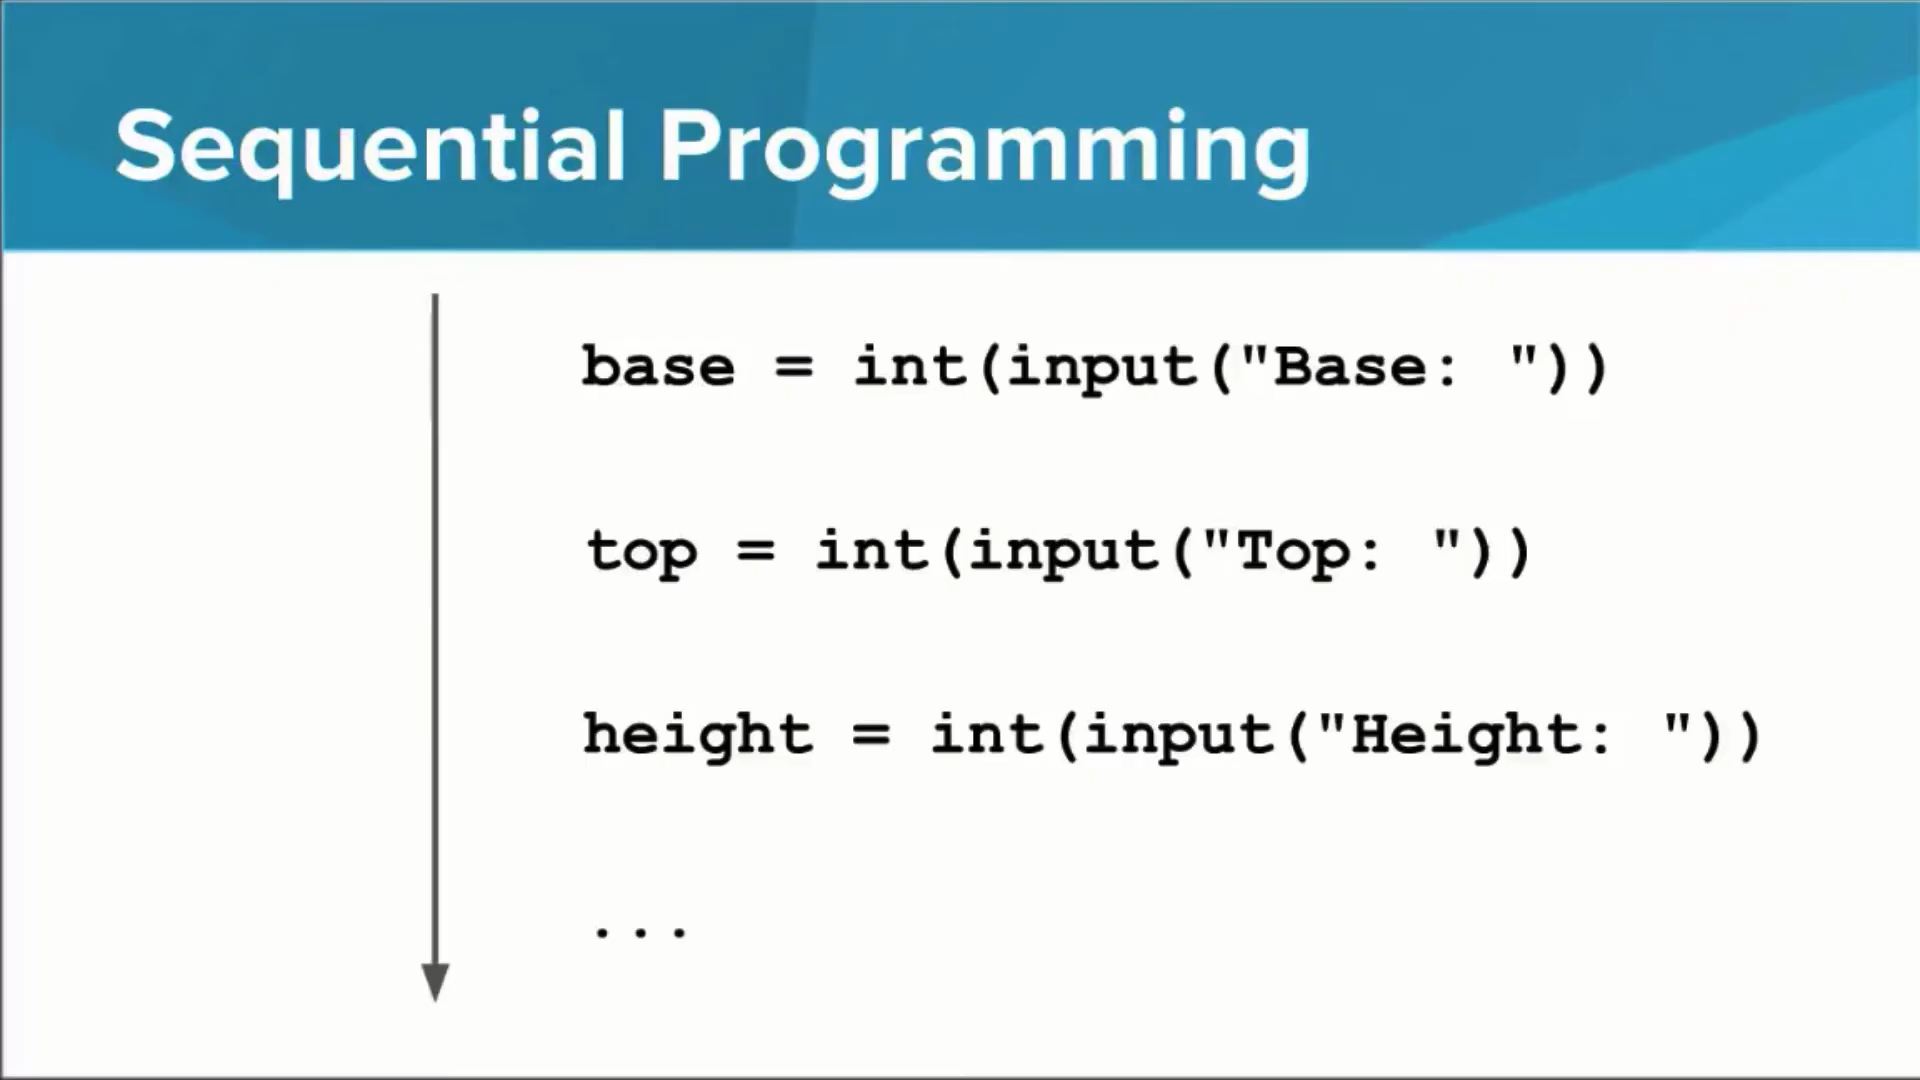 Sequential Programming
base = int(input("Base: "))
top = int(input("Top: "))
height = int(input("Height: "))
...